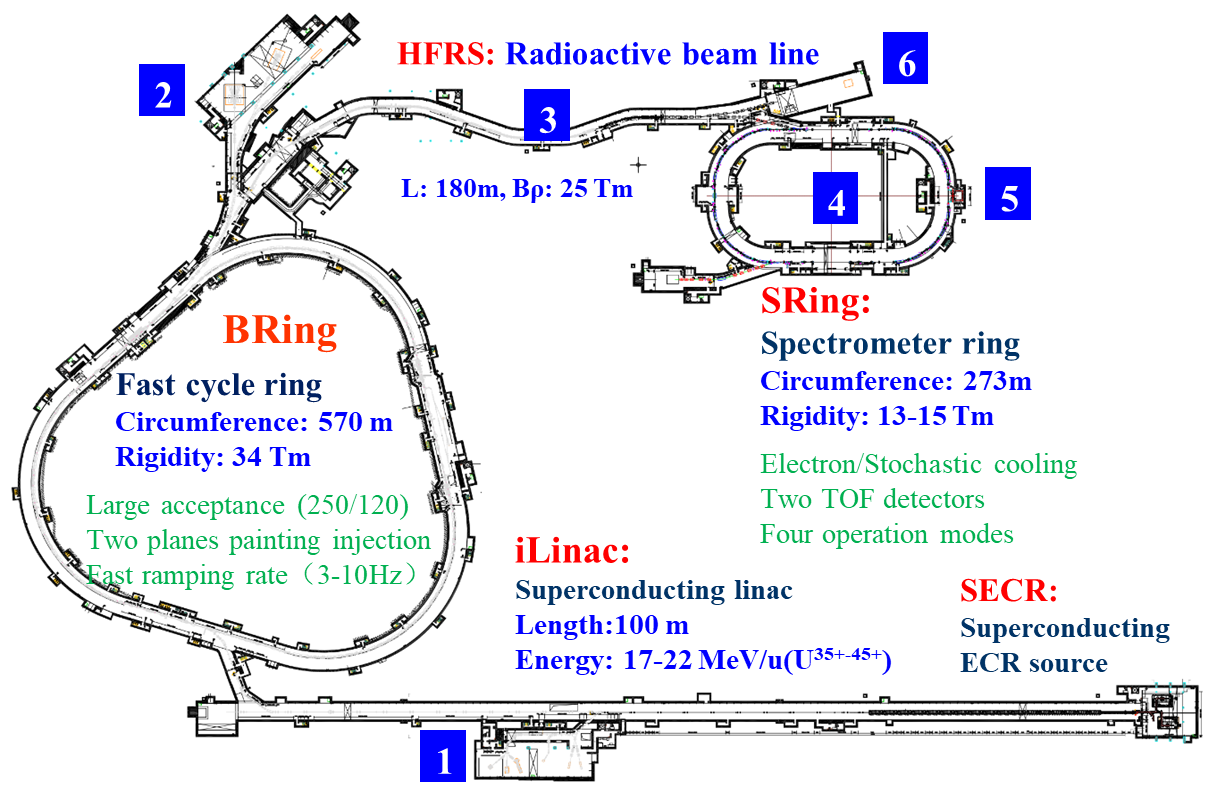 HFRS: Radioactive beam line
6
2
3
L: 180m, Bρ: 25 Tm
4
5
BRing
Fast cycle ring
Circumference: 570 m
Rigidity: 34 Tm
Large acceptance (250/120)
Two planes painting injection
Fast ramping rate（3-10Hz）
SRing:
Spectrometer ring
Circumference: 273m
Rigidity: 13-15 Tm
Electron/Stochastic cooling
Two TOF detectors
Four operation modes
iLinac:
Superconducting linac
Length:100 m
Energy: 17-22 MeV/u(U35+-45+)
SECR:
Superconducting
ECR source
1